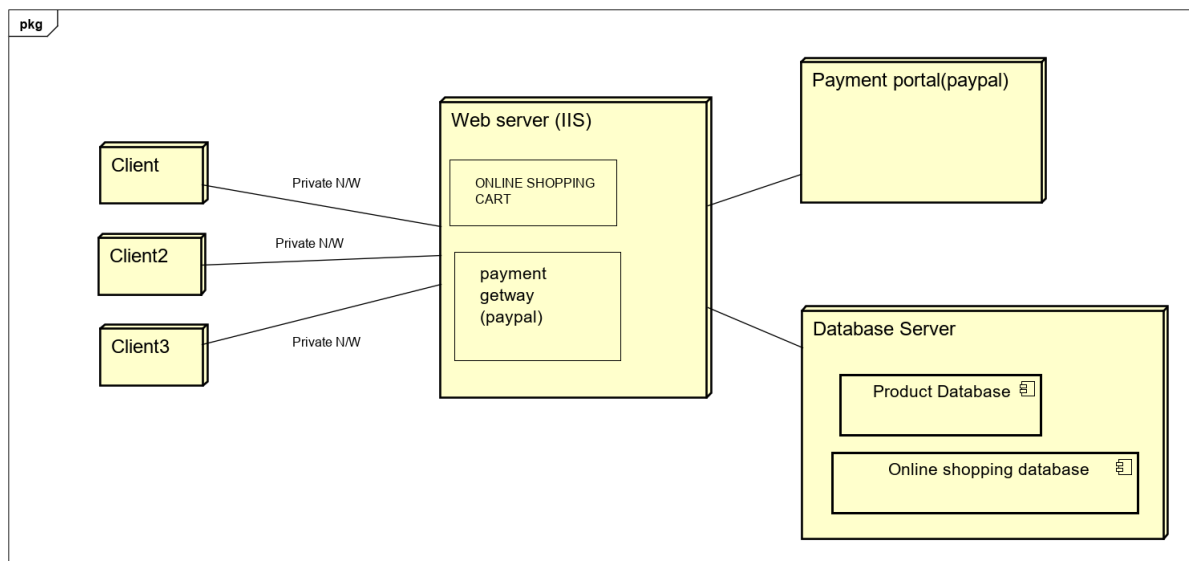 pkg
Client
Private N/W
Client2
Private N/W
Client3
Private N/W
Web server (IIS)
ONLINE SHOPPING
CART
payment
getway
(paypal)
Payment portal(paypal)
Database Server
Product Database
Online shopping database